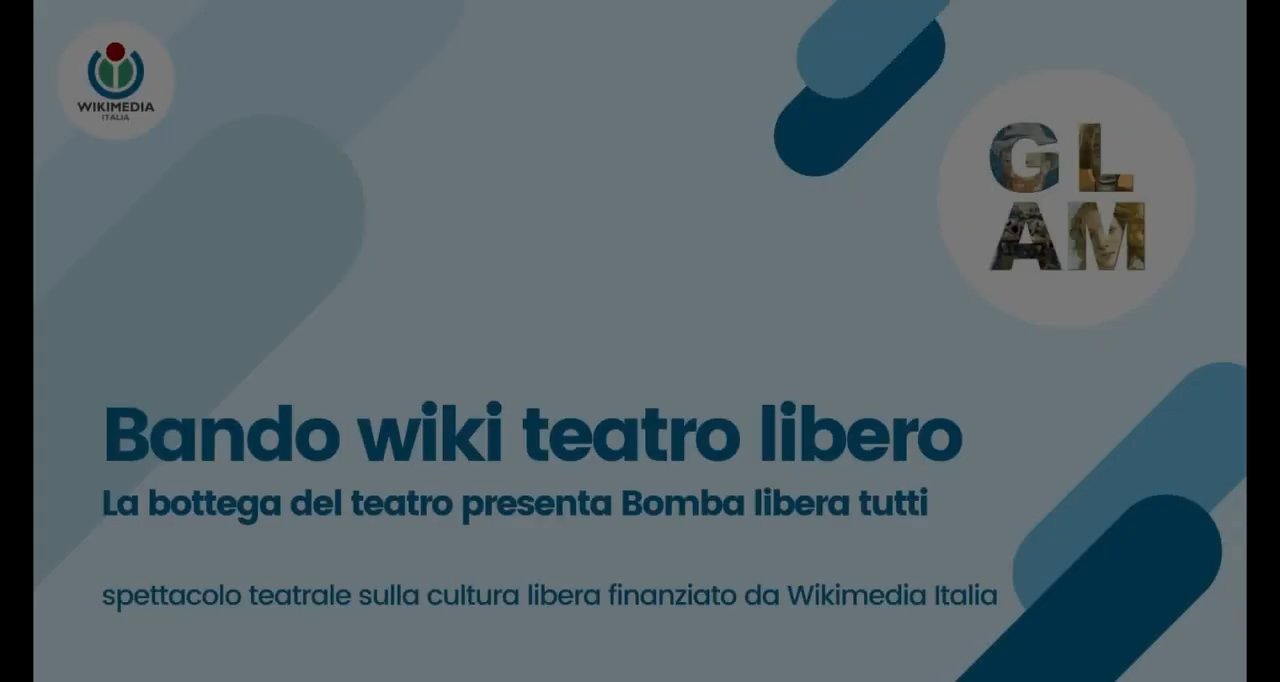 WIKIMEDIA
ITALIA
GL
AM
Bando wiki teatro libero
La bottega del teatro presenta Bomba libera tutti
spettacolo teatrale sulla cultura libera finanziato da Wikimedia Italia